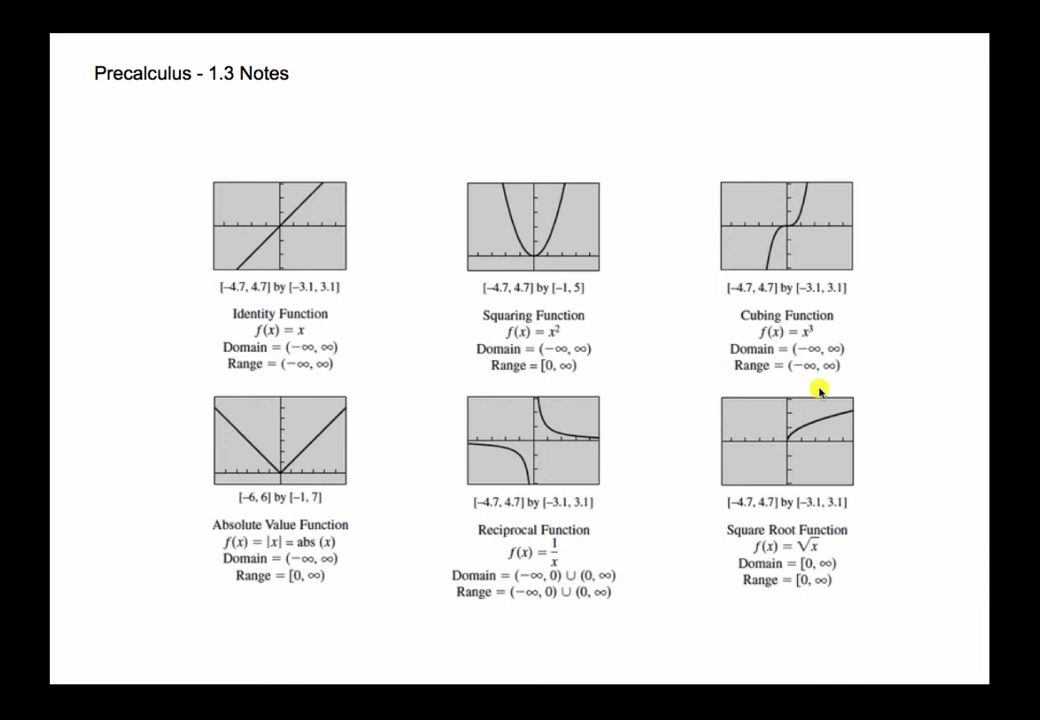 Precalculus - 1.3 Notes
[–4.7, 4.7] by [–3.1, 3.1]
Identity Function
f(x) = x
Domain = (−∞, ∞)
Range = (−∞, ∞)
[–4.7, 4.7] by [–1, 5]
Squaring Function
f(x) = x²
Domain = (−∞, ∞)
Range = [0, ∞)
[–4.7, 4.7] by [–3.1, 3.1]
Cubing Function
f(x) = x³
Domain = (−∞, ∞)
Range = (−∞, ∞)
[–6, 6] by [–1, 7]
Absolute Value Function
f(x) = |x| = abs (x)
Domain = (−∞, ∞)
Range = [0, ∞)
[–4.7, 4.7] by [–3.1, 3.1]
Reciprocal Function
f(x) = 1/x
Domain = (−∞, 0) ∪ (0, ∞)
Range = (−∞, 0) ∪ (0, ∞)
[–4.7, 4.7] by [–3.1, 3.1]
Square Root Function
f(x) = √x
Domain = [0, ∞)
Range = [0, ∞)